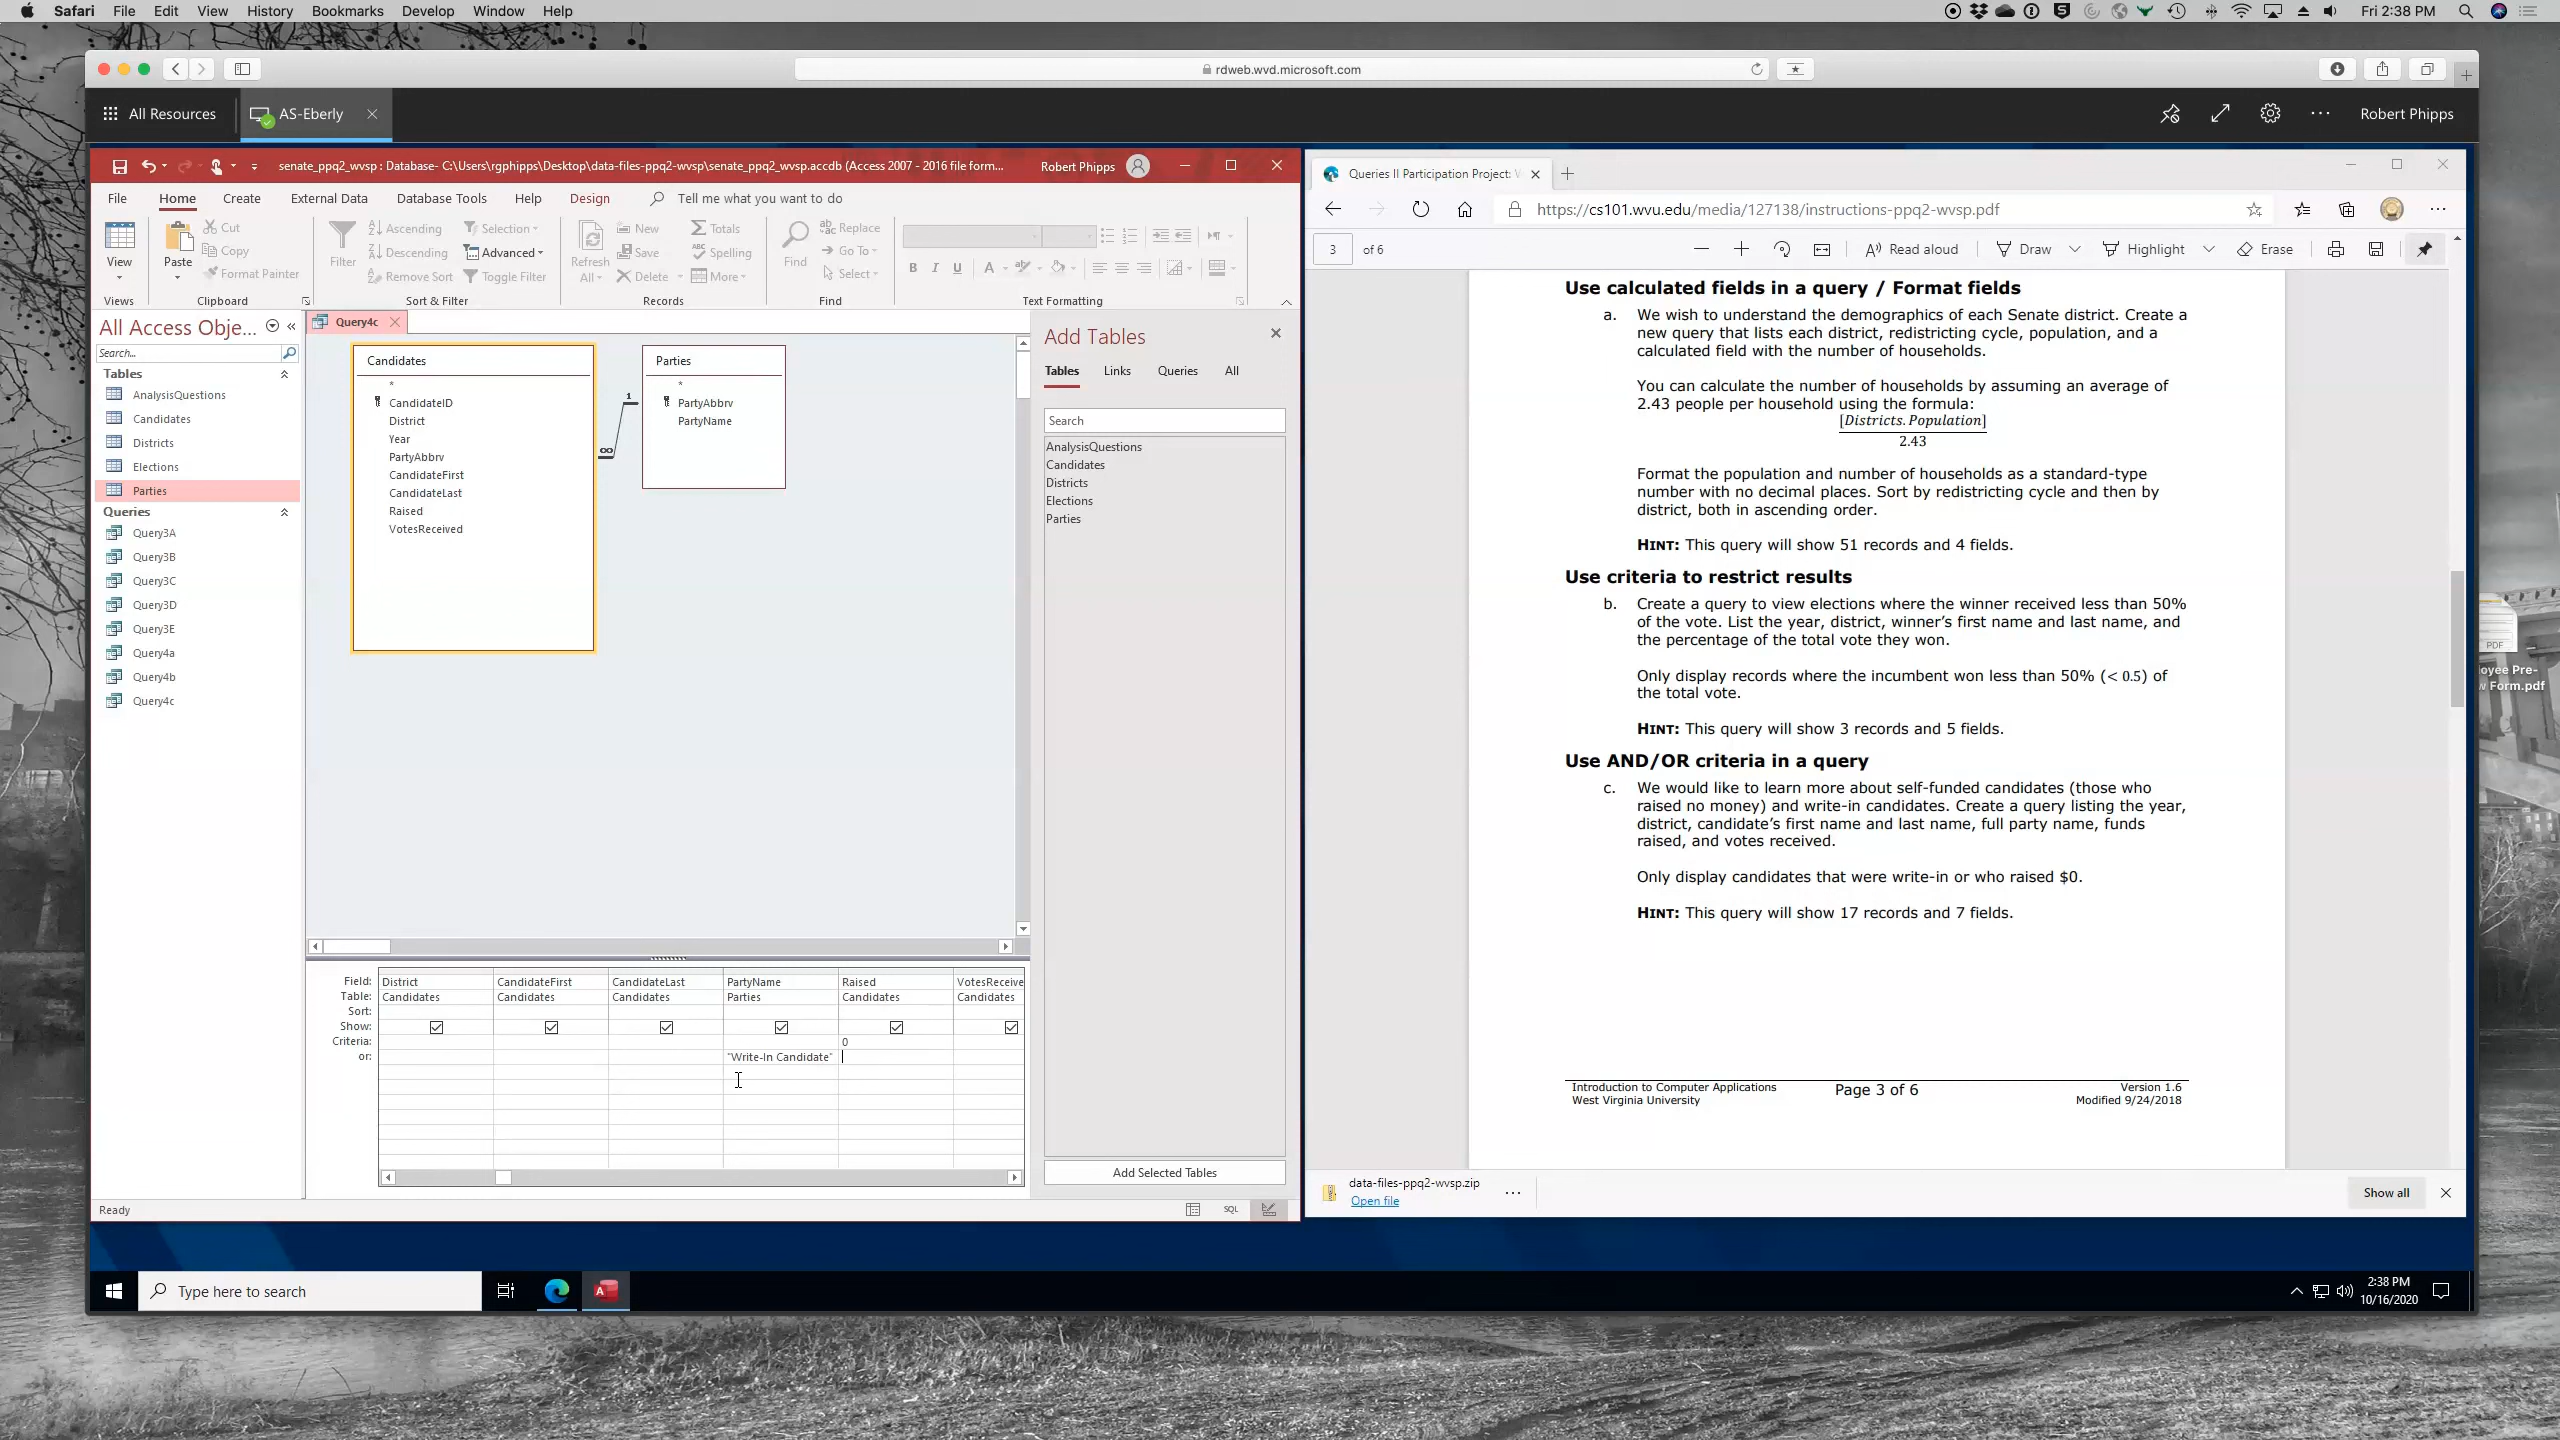 Safari File Edit View History Bookmarks Develop Window Help
Fri 2:38 PM
rdweb.wvd.microsoft.com
All Resources
AS-Eberly
Robert Phipps
senate_ppq2_wvsp : Database- C:\Users\rgphipps\Desktop\data-files-ppq2-wvsp\senate_ppq2_wvsp.accdb (Access 2007 - 2016 file form...
Robert Phipps
File Home Create External Data Database Tools Help Design Tell me what you want to do
View
Views
Paste
Cut
Copy
Format Painter
Clipboard
Filter
Ascending
Descending
Remove Sort
Selection
Advanced
Toggle Filter
Sort & Filter
Refresh
All
New
Save
Delete
Totals
Spelling
More
Records
Find
Replace
Go To
Select
Find
B I U
A
Text Formatting
All Access Obje...
Search...
Tables
AnalysisQuestions
Candidates
Districts
Elections
Parties
Queries
Query3A
Query3B
Query3C
Query3D
Query3E
Query4a
Query4b
Query4c
Query4c
Candidates
*
CandidateID
District
Year
PartyAbbrv
CandidateFirst
CandidateLast
Raised
VotesReceived
1
∞
Parties
*
PartyAbbrv
PartyName
Field: District CandidateFirst CandidateLast PartyName Raised VotesReceive
Table: Candidates Candidates Candidates Parties Candidates Candidates
Sort:
Show:
Criteria: 0
or: "Write-In Candidate"
Add Tables
Tables Links Queries All
Search
AnalysisQuestions
Candidates
Districts
Elections
Parties
Add Selected Tables
Ready
SQL
Queries II Participation Project: W
https://cs101.wvu.edu/media/127138/instructions-ppq2-wvsp.pdf
3 of 6
Read aloud
Draw
Highlight
Erase
Use calculated fields in a query / Format fields
a. We wish to understand the demographics of each Senate district. Create a
new query that lists each district, redistricting cycle, population, and a
calculated field with the number of households.
You can calculate the number of households by assuming an average of
2.43 people per household using the formula:
[Districts. Population]
2.43
Format the population and number of households as a standard-type
number with no decimal places. Sort by redistricting cycle and then by
district, both in ascending order.
HINT: This query will show 51 records and 4 fields.
Use criteria to restrict results
b. Create a query to view elections where the winner received less than 50%
of the vote. List the year, district, winner’s first name and last name, and
the percentage of the total vote they won.
Only display records where the incumbent won less than 50% (< 0.5) of
the total vote.
HINT: This query will show 3 records and 5 fields.
Use AND/OR criteria in a query
c. We would like to learn more about self-funded candidates (those who
raised no money) and write-in candidates. Create a query listing the year,
district, candidate’s first name and last name, full party name, funds
raised, and votes received.
Only display candidates that were write-in or who raised $0.
HINT: This query will show 17 records and 7 fields.
Introduction to Computer Applications
West Virginia University
Page 3 of 6
Version 1.6
Modified 9/24/2018
data-files-ppq2-wvsp.zip
Open file
Show all
PDF
oyee Pre-
w Form.pdf
Type here to search
A
2:38 PM
10/16/2020